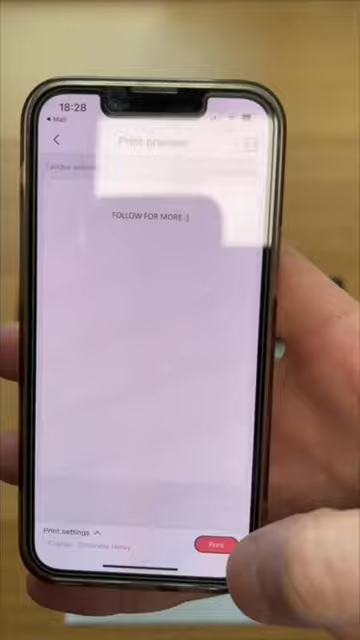 18:28
Mail
Print preview
FOLLOW FOR MORE :)
Print settings
Print